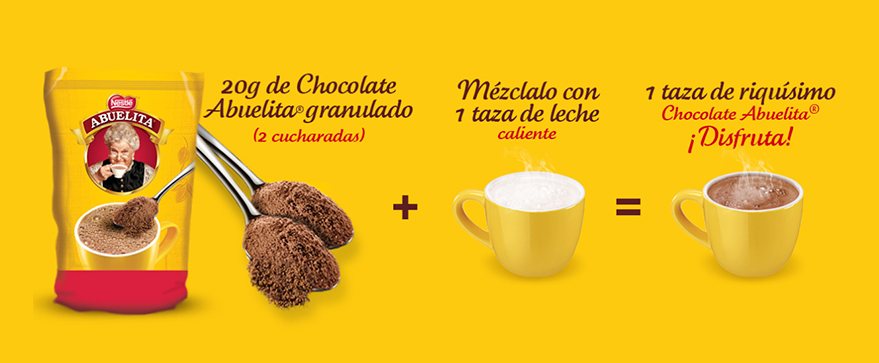 20g de Chocolate
Abuelita® granulado
(2 cucharadas)
Mézclalo con
1 taza de leche
caliente
1 taza de riquísimo
Chocolate Abuelita®
¡Disfruta!
Nestlé
ABUELITA
+
=